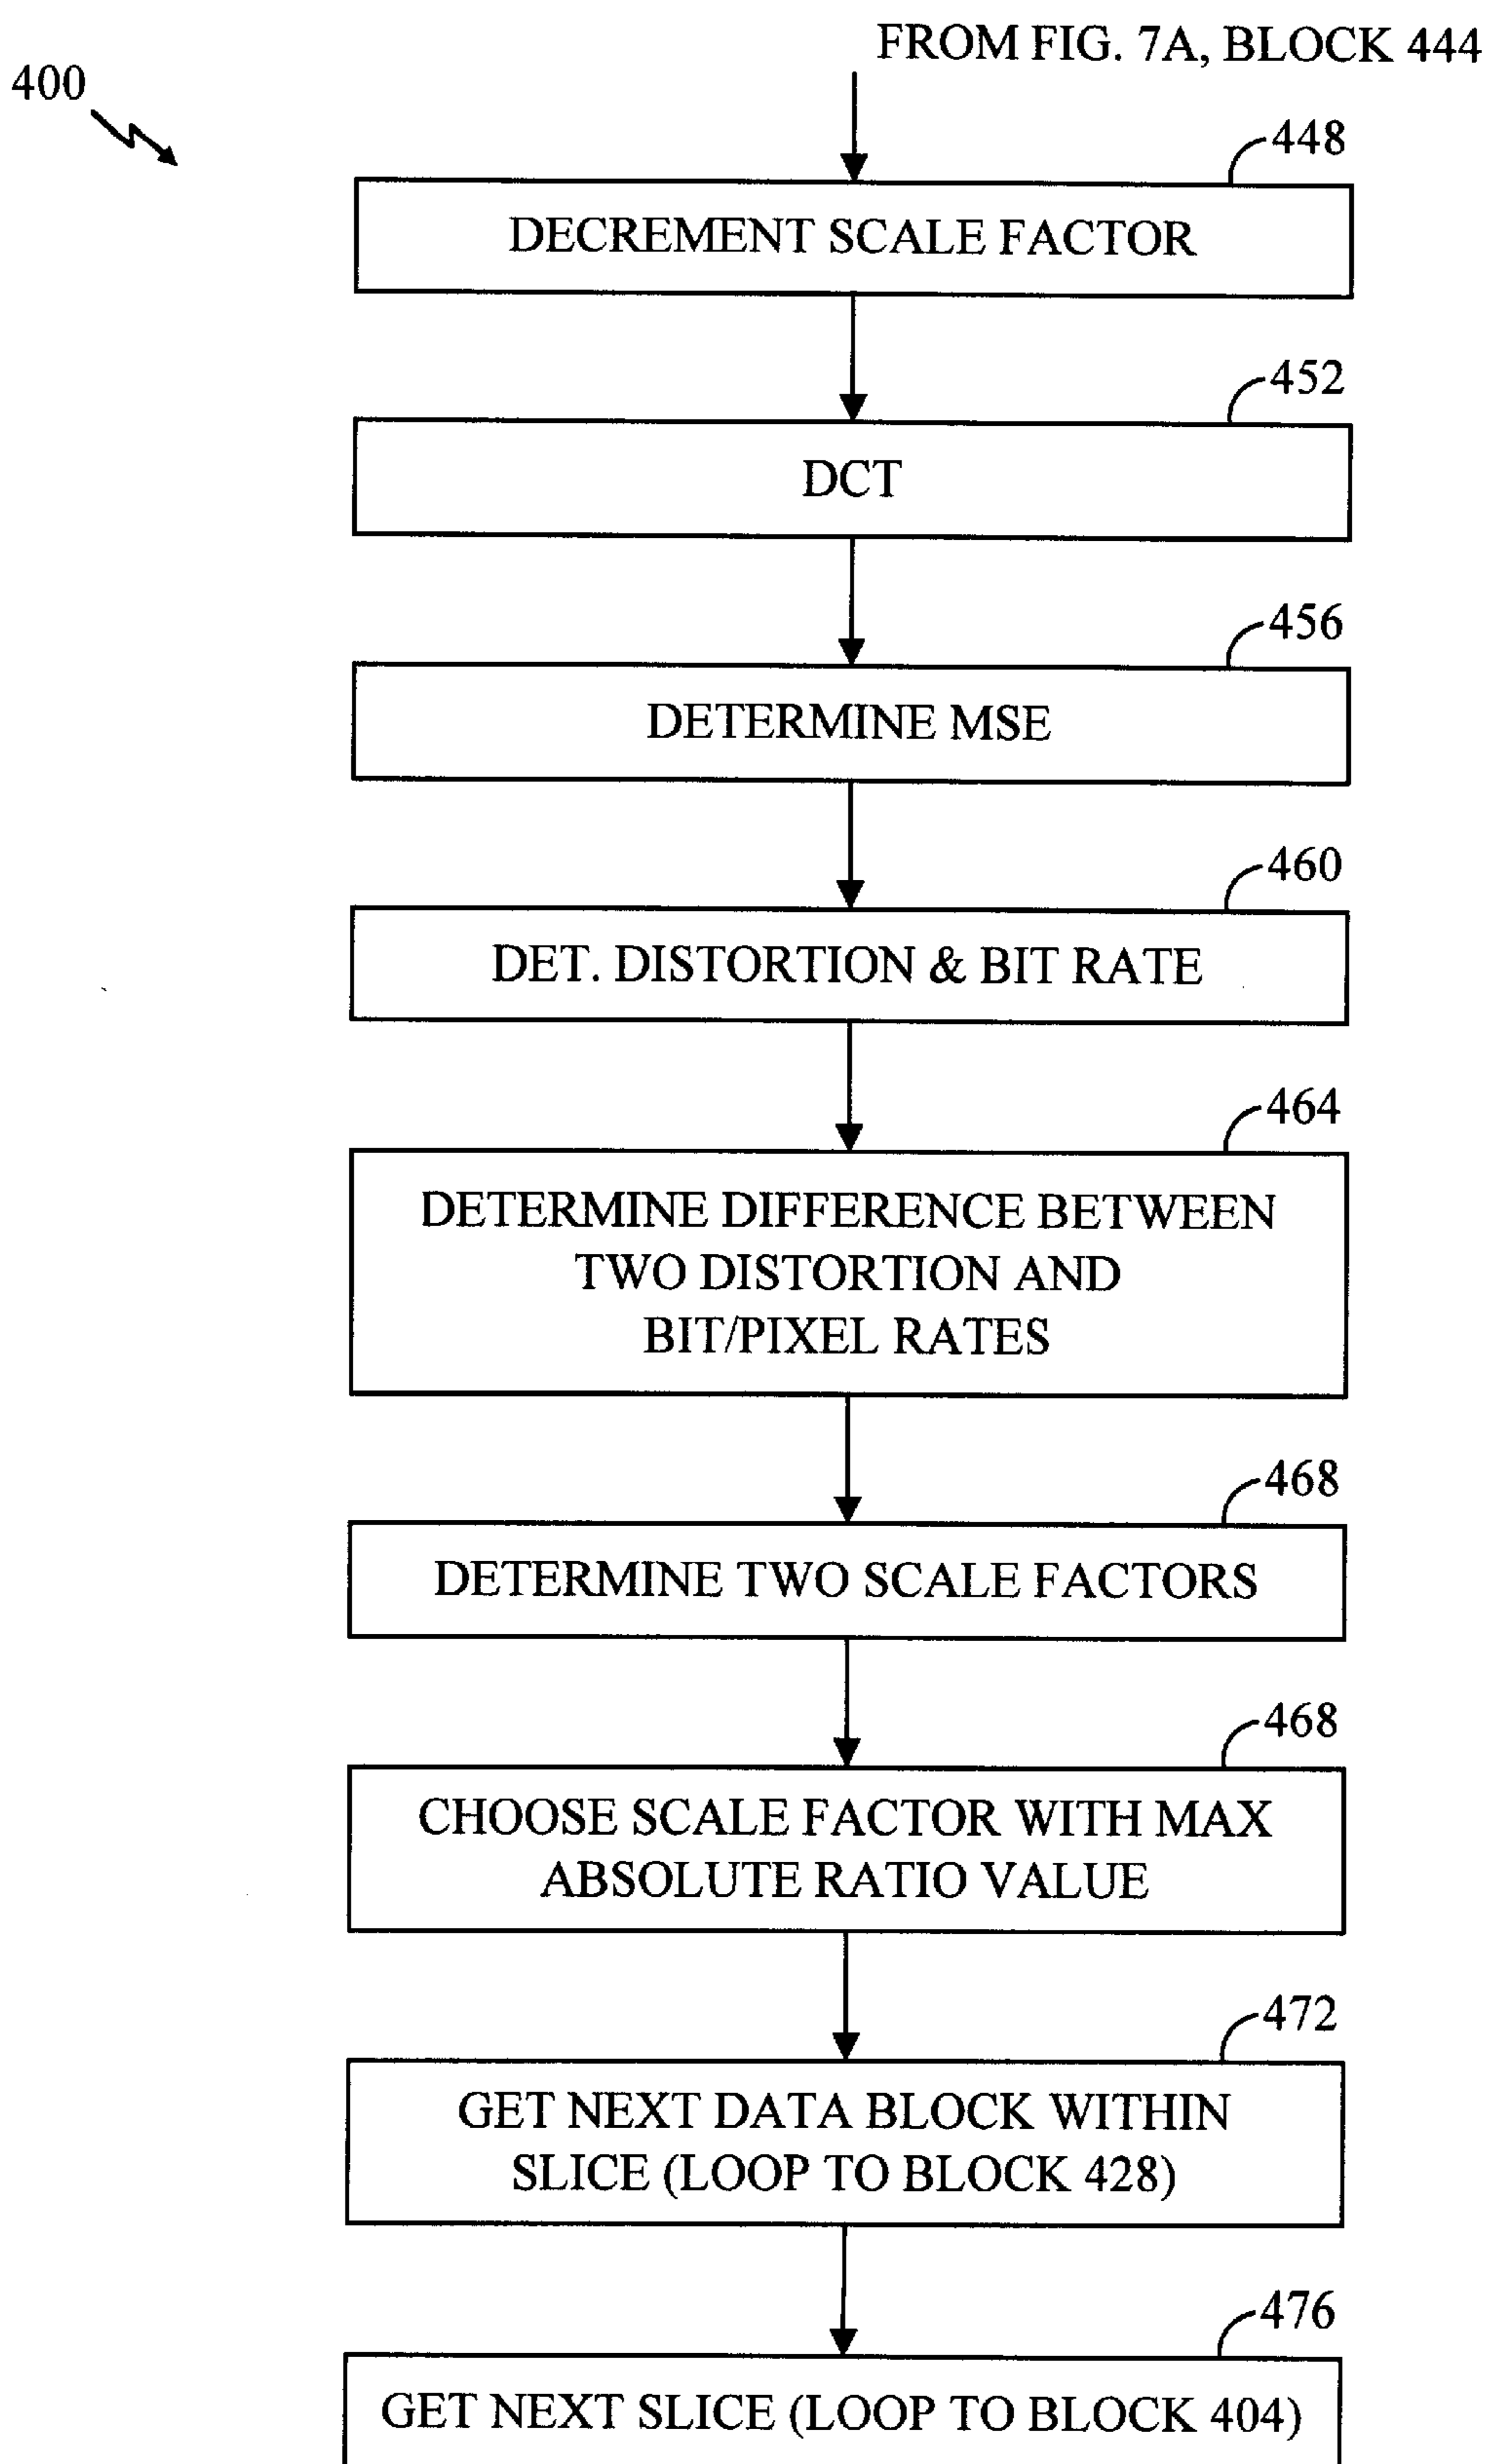 FROM FIG. 7A, BLOCK 444
400
448
DECREMENT SCALE FACTOR
452
DCT
456
DETERMINE MSE
460
DET. DISTORTION & BIT RATE
464
DETERMINE DIFFERENCE BETWEEN
TWO DISTORTION AND
BIT/PIXEL RATES
468
DETERMINE TWO SCALE FACTORS
468
CHOOSE SCALE FACTOR WITH MAX
ABSOLUTE RATIO VALUE
472
GET NEXT DATA BLOCK WITHIN
SLICE (LOOP TO BLOCK 428)
476
GET NEXT SLICE (LOOP TO BLOCK 404)